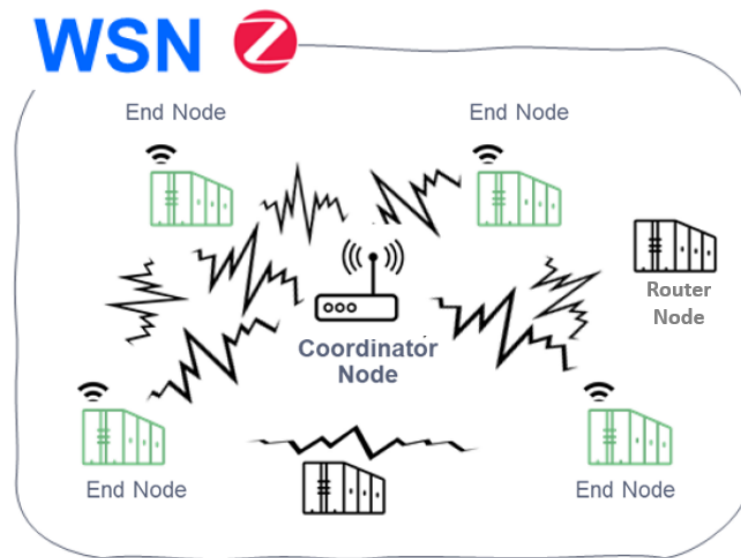 WSN
End Node
End Node
Router
Node
Coordinator
Node
End Node
End Node